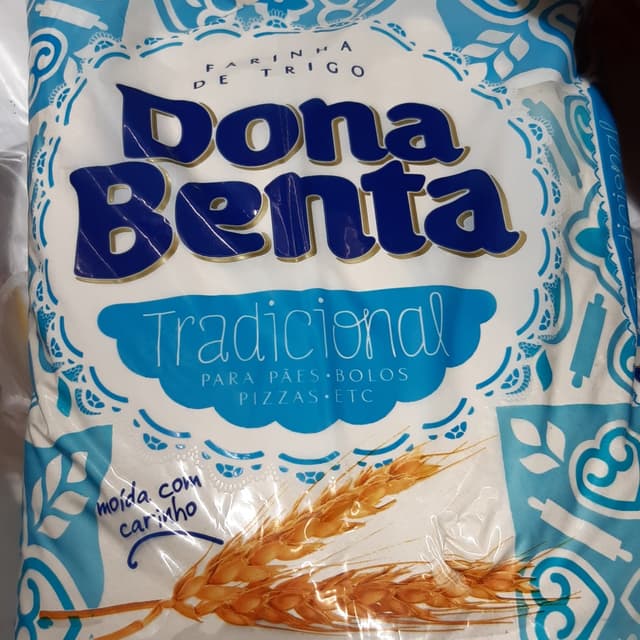 FARINHA
DE TRIGO
Dona
Benta
Tradicional
PARA PÃES • BOLOS
PIZZAS • ETC
moída com
carinho